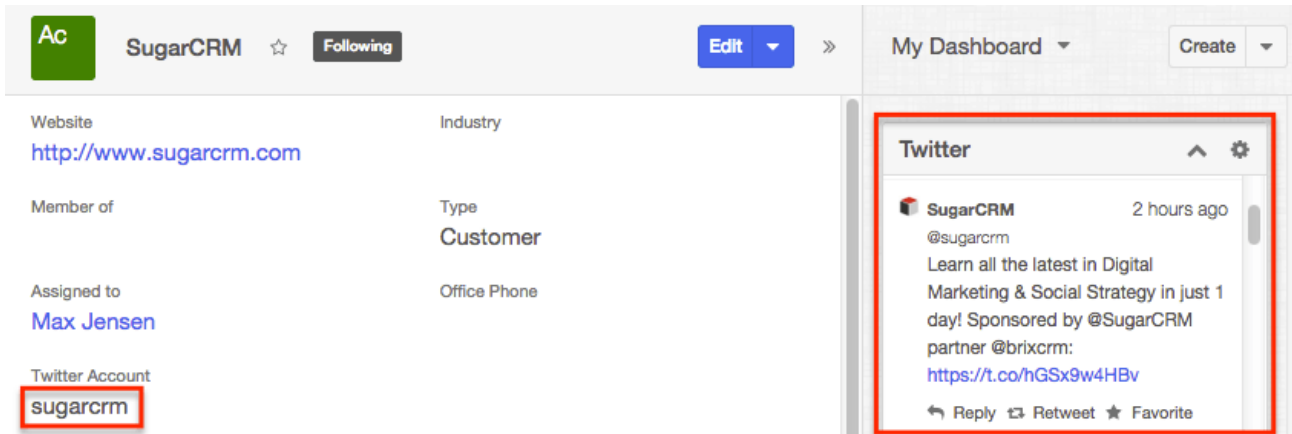 Ac
SugarCRM
Following
Edit
My Dashboard
Create
Website
http://www.sugarcrm.com
Industry
Member of
Type
Customer
Assigned to
Max Jensen
Office Phone
Twitter Account
sugarcrm
Twitter
SugarCRM 2 hours ago
@sugarcrm
Learn all the latest in Digital
Marketing & Social Strategy in just 1
day! Sponsored by @SugarCRM
partner @brixcrm:
https://t.co/hGSx9w4HBv
Reply Retweet Favorite